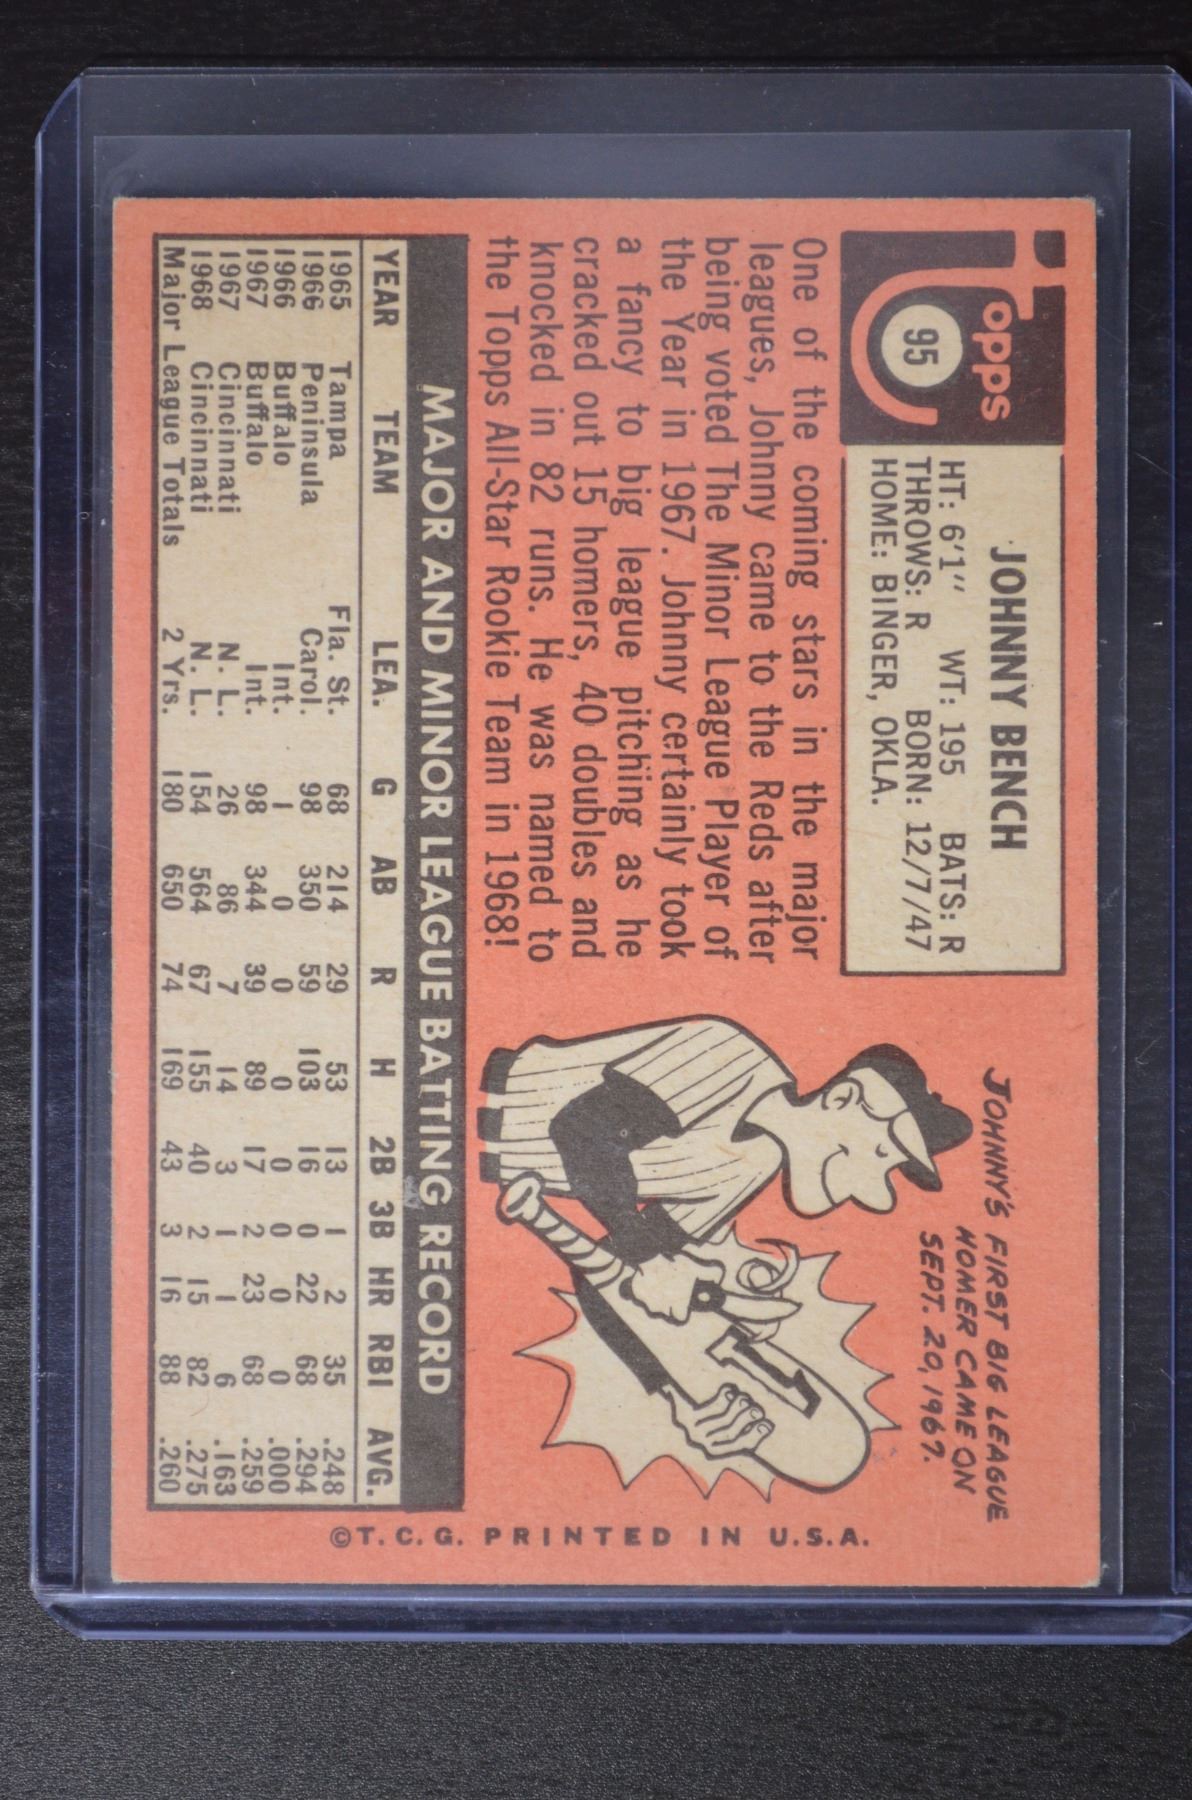 Topps
95
JOHNNY BENCH
HT: 6'1" WT: 195 BATS: R
THROWS: R BORN: 12/7/47
HOME: BINGER, OKLA.
One of the coming stars in the major
leagues, Johnny came to the Reds after
being voted The Minor League Player of
the Year in 1967. Johnny certainly took
a fancy to big league pitching as he
cracked out 15 homers, 40 doubles and
knocked in 82 runs. He was named to
the Topps All-Star Rookie Team in 1968!
JOHNNY'S FIRST BIG LEAGUE
HOMER CAME ON
SEPT. 20, 1967.
1
MAJOR AND MINOR LEAGUE BATTING RECORD
YEAR TEAM LEA. G AB R H 2B 3B HR RBI AVG.
1965 Tampa Fla. St. 68 214 29 53 13 1 2 35 .248
1966 Peninsula Carol. 98 350 59 103 16 0 22 68 .294
1966 Buffalo Int. 1 0 0 0 0 0 0 0 .000
1967 Buffalo Int. 98 344 39 89 17 2 23 68 .259
1967 Cincinnati N. L. 26 86 7 14 3 1 1 6 .163
1968 Cincinnati N. L. 154 564 67 155 40 2 15 82 .275
Major League Totals 2 Yrs. 180 650 74 169 43 3 16 88 .260
©T. C. G. PRINTED IN U.S.A.